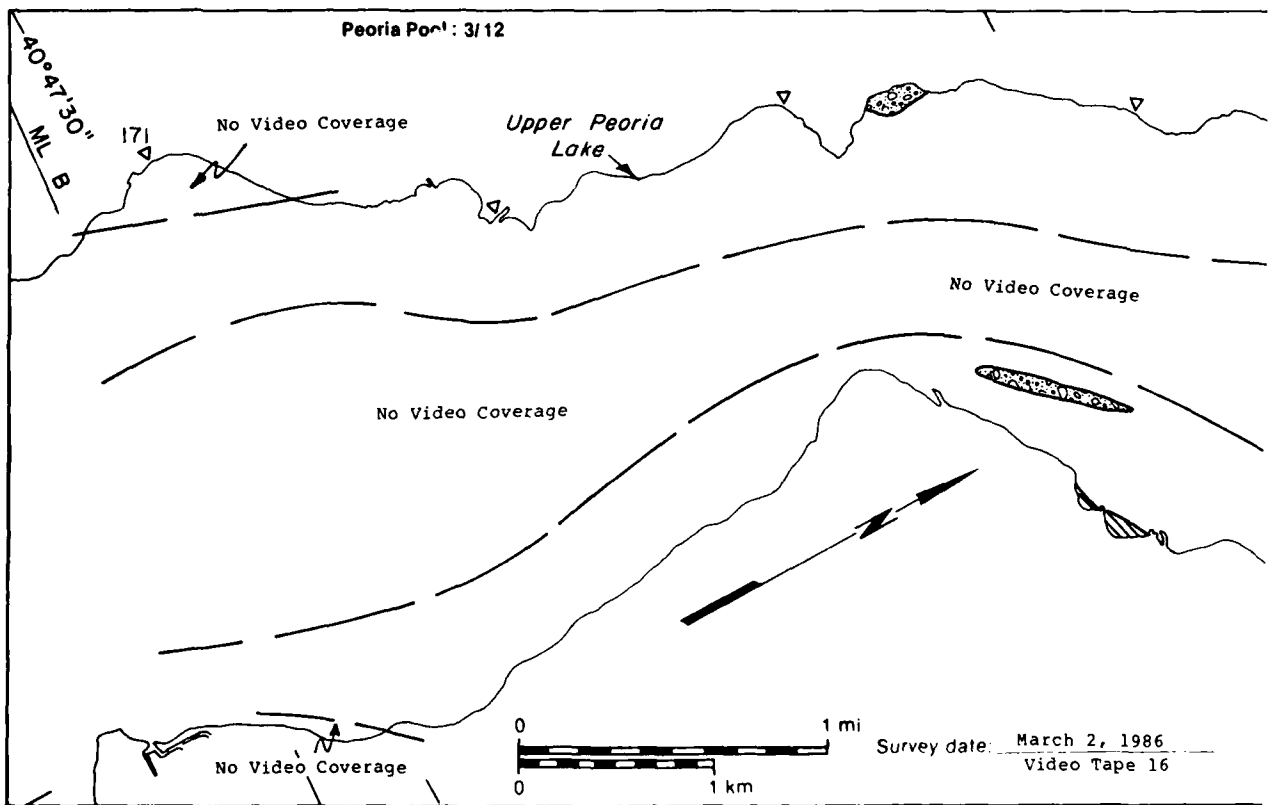 Peoria Pool: 3/12
40°47'30"
ML B
171
No Video Coverage
Upper Peoria
Lake
No Video Coverage
No Video Coverage
N
No Video Coverage
0 1 mi
0 1 km
Survey date: March 2, 1986
Video Tape 16